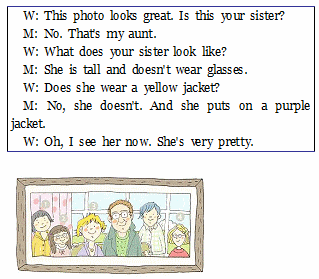 W: This photo looks great. Is this your sister?
M: No. That's my aunt.
W: What does your sister look like?
M: She is tall and doesn't wear glasses.
W: Does she wear a yellow jacket?
M: No, she doesn't. And she puts on a purple
jacket.
W: Oh, I see her now. She's very pretty.